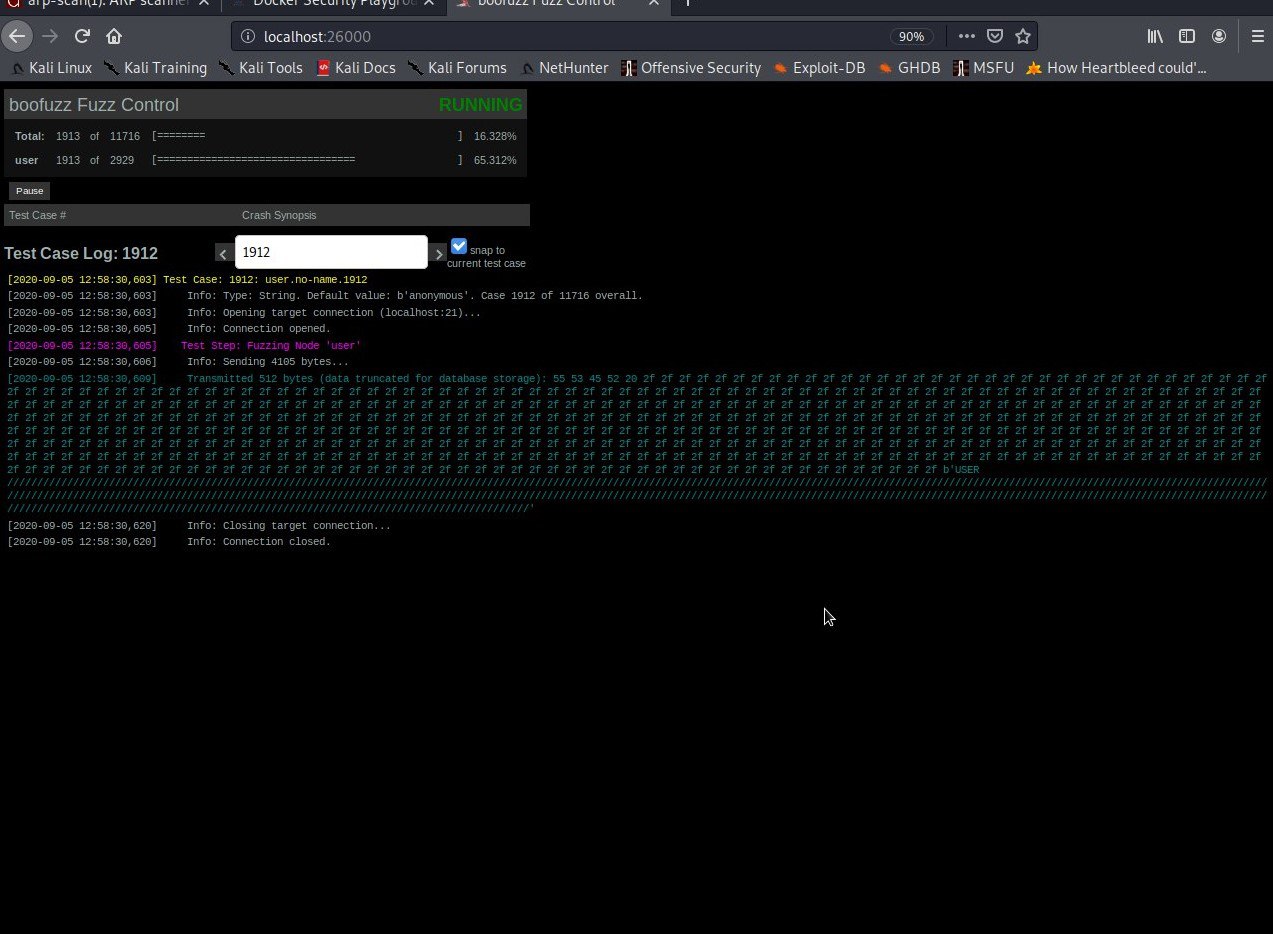 arp-scan(1): ARP scanner
Docker Security Playgrou
boofuzz Fuzz Control
localhost:26000
90%
Kali Linux Kali Training Kali Tools Kali Docs Kali Forums NetHunter Offensive Security Exploit-DB GHDB MSFU How Heartbleed could'...
boofuzz Fuzz Control RUNNING
Total: 1913 of 11716 [======== ] 16.328%
user 1913 of 2929 [================================= ] 65.312%
Pause
Test Case # Crash Synopsis
Test Case Log: 1912 < 1912 > snap to
current test case
[2020-09-05 12:58:30,603] Test Case: 1912: user.no-name.1912
[2020-09-05 12:58:30,603] Info: Type: String. Default value: b'anonymous'. Case 1912 of 11716 overall.
[2020-09-05 12:58:30,603] Info: Opening target connection (localhost:21)...
[2020-09-05 12:58:30,605] Info: Connection opened.
[2020-09-05 12:58:30,605] Test Step: Fuzzing Node 'user'
[2020-09-05 12:58:30,606] Info: Sending 4105 bytes...
[2020-09-05 12:58:30,609] Transmitted 512 bytes (data truncated for database storage): 55 53 45 52 20 2f 2f 2f 2f 2f 2f 2f 2f 2f 2f 2f 2f 2f 2f 2f 2f 2f 2f 2f 2f 2f 2f 2f 2f 2f 2f 2f 2f 2f 2f 2f 2f 2f 2f 2f
2f 2f 2f 2f 2f 2f 2f 2f 2f 2f 2f 2f 2f 2f 2f 2f 2f 2f 2f 2f 2f 2f 2f 2f 2f 2f 2f 2f 2f 2f 2f 2f 2f 2f 2f 2f 2f 2f 2f 2f 2f 2f 2f 2f 2f 2f 2f 2f 2f 2f 2f 2f 2f 2f 2f 2f 2f 2f 2f 2f 2f 2f 2f 2f 2f 2f 2f 2f 2f 2f
2f 2f 2f 2f 2f 2f 2f 2f 2f 2f 2f 2f 2f 2f 2f 2f 2f 2f 2f 2f 2f 2f 2f 2f 2f 2f 2f 2f 2f 2f 2f 2f 2f 2f 2f 2f 2f 2f 2f 2f 2f 2f 2f 2f 2f 2f 2f 2f 2f 2f 2f 2f 2f 2f 2f 2f 2f 2f 2f 2f 2f 2f 2f 2f 2f 2f 2f 2f 2f 2f
2f 2f 2f 2f 2f 2f 2f 2f 2f 2f 2f 2f 2f 2f 2f 2f 2f 2f 2f 2f 2f 2f 2f 2f 2f 2f 2f 2f 2f 2f 2f 2f 2f 2f 2f 2f 2f 2f 2f 2f 2f 2f 2f 2f 2f 2f 2f 2f 2f 2f 2f 2f 2f 2f 2f 2f 2f 2f 2f 2f 2f 2f 2f 2f 2f 2f 2f 2f 2f 2f
2f 2f 2f 2f 2f 2f 2f 2f 2f 2f 2f 2f 2f 2f 2f 2f 2f 2f 2f 2f 2f 2f 2f 2f 2f 2f 2f 2f 2f 2f 2f 2f 2f 2f 2f 2f 2f 2f 2f 2f 2f 2f 2f 2f 2f 2f 2f 2f 2f 2f 2f 2f 2f 2f 2f 2f 2f 2f 2f 2f 2f 2f 2f 2f 2f 2f 2f 2f 2f 2f
2f 2f 2f 2f 2f 2f 2f 2f 2f 2f 2f 2f 2f 2f 2f 2f 2f 2f 2f 2f 2f 2f 2f 2f 2f 2f 2f 2f 2f 2f 2f 2f 2f 2f 2f 2f 2f 2f 2f 2f 2f 2f 2f 2f 2f 2f 2f 2f 2f 2f 2f 2f 2f 2f 2f 2f 2f 2f 2f 2f 2f 2f 2f 2f 2f 2f 2f 2f 2f 2f
2f 2f 2f 2f 2f 2f 2f 2f 2f 2f 2f 2f 2f 2f 2f 2f 2f 2f 2f 2f 2f 2f 2f 2f 2f 2f 2f 2f 2f 2f 2f 2f 2f 2f 2f 2f 2f 2f 2f 2f 2f 2f 2f 2f 2f 2f 2f 2f 2f 2f 2f 2f 2f 2f 2f 2f 2f 2f 2f 2f 2f 2f 2f 2f 2f 2f 2f 2f 2f 2f
2f 2f 2f 2f 2f 2f 2f 2f 2f 2f 2f 2f 2f 2f 2f 2f 2f 2f 2f 2f 2f 2f 2f 2f 2f 2f 2f 2f 2f 2f 2f 2f 2f 2f 2f 2f 2f 2f 2f 2f 2f 2f 2f 2f 2f 2f 2f 2f 2f 2f 2f 2f b'USER
//////////////////////////////////////////////////////////////////////////////////////////////////////////////////////////////////////////////////////////////////////////////////////////////////////////////////
//////////////////////////////////////////////////////////////////////////////////////////////////////////////////////////////////////////////////////////////////////////////////////////////////////////////////
///////////////////////////////////////////////////////////////////////////////////////'
[2020-09-05 12:58:30,620] Info: Closing target connection...
[2020-09-05 12:58:30,620] Info: Connection closed.